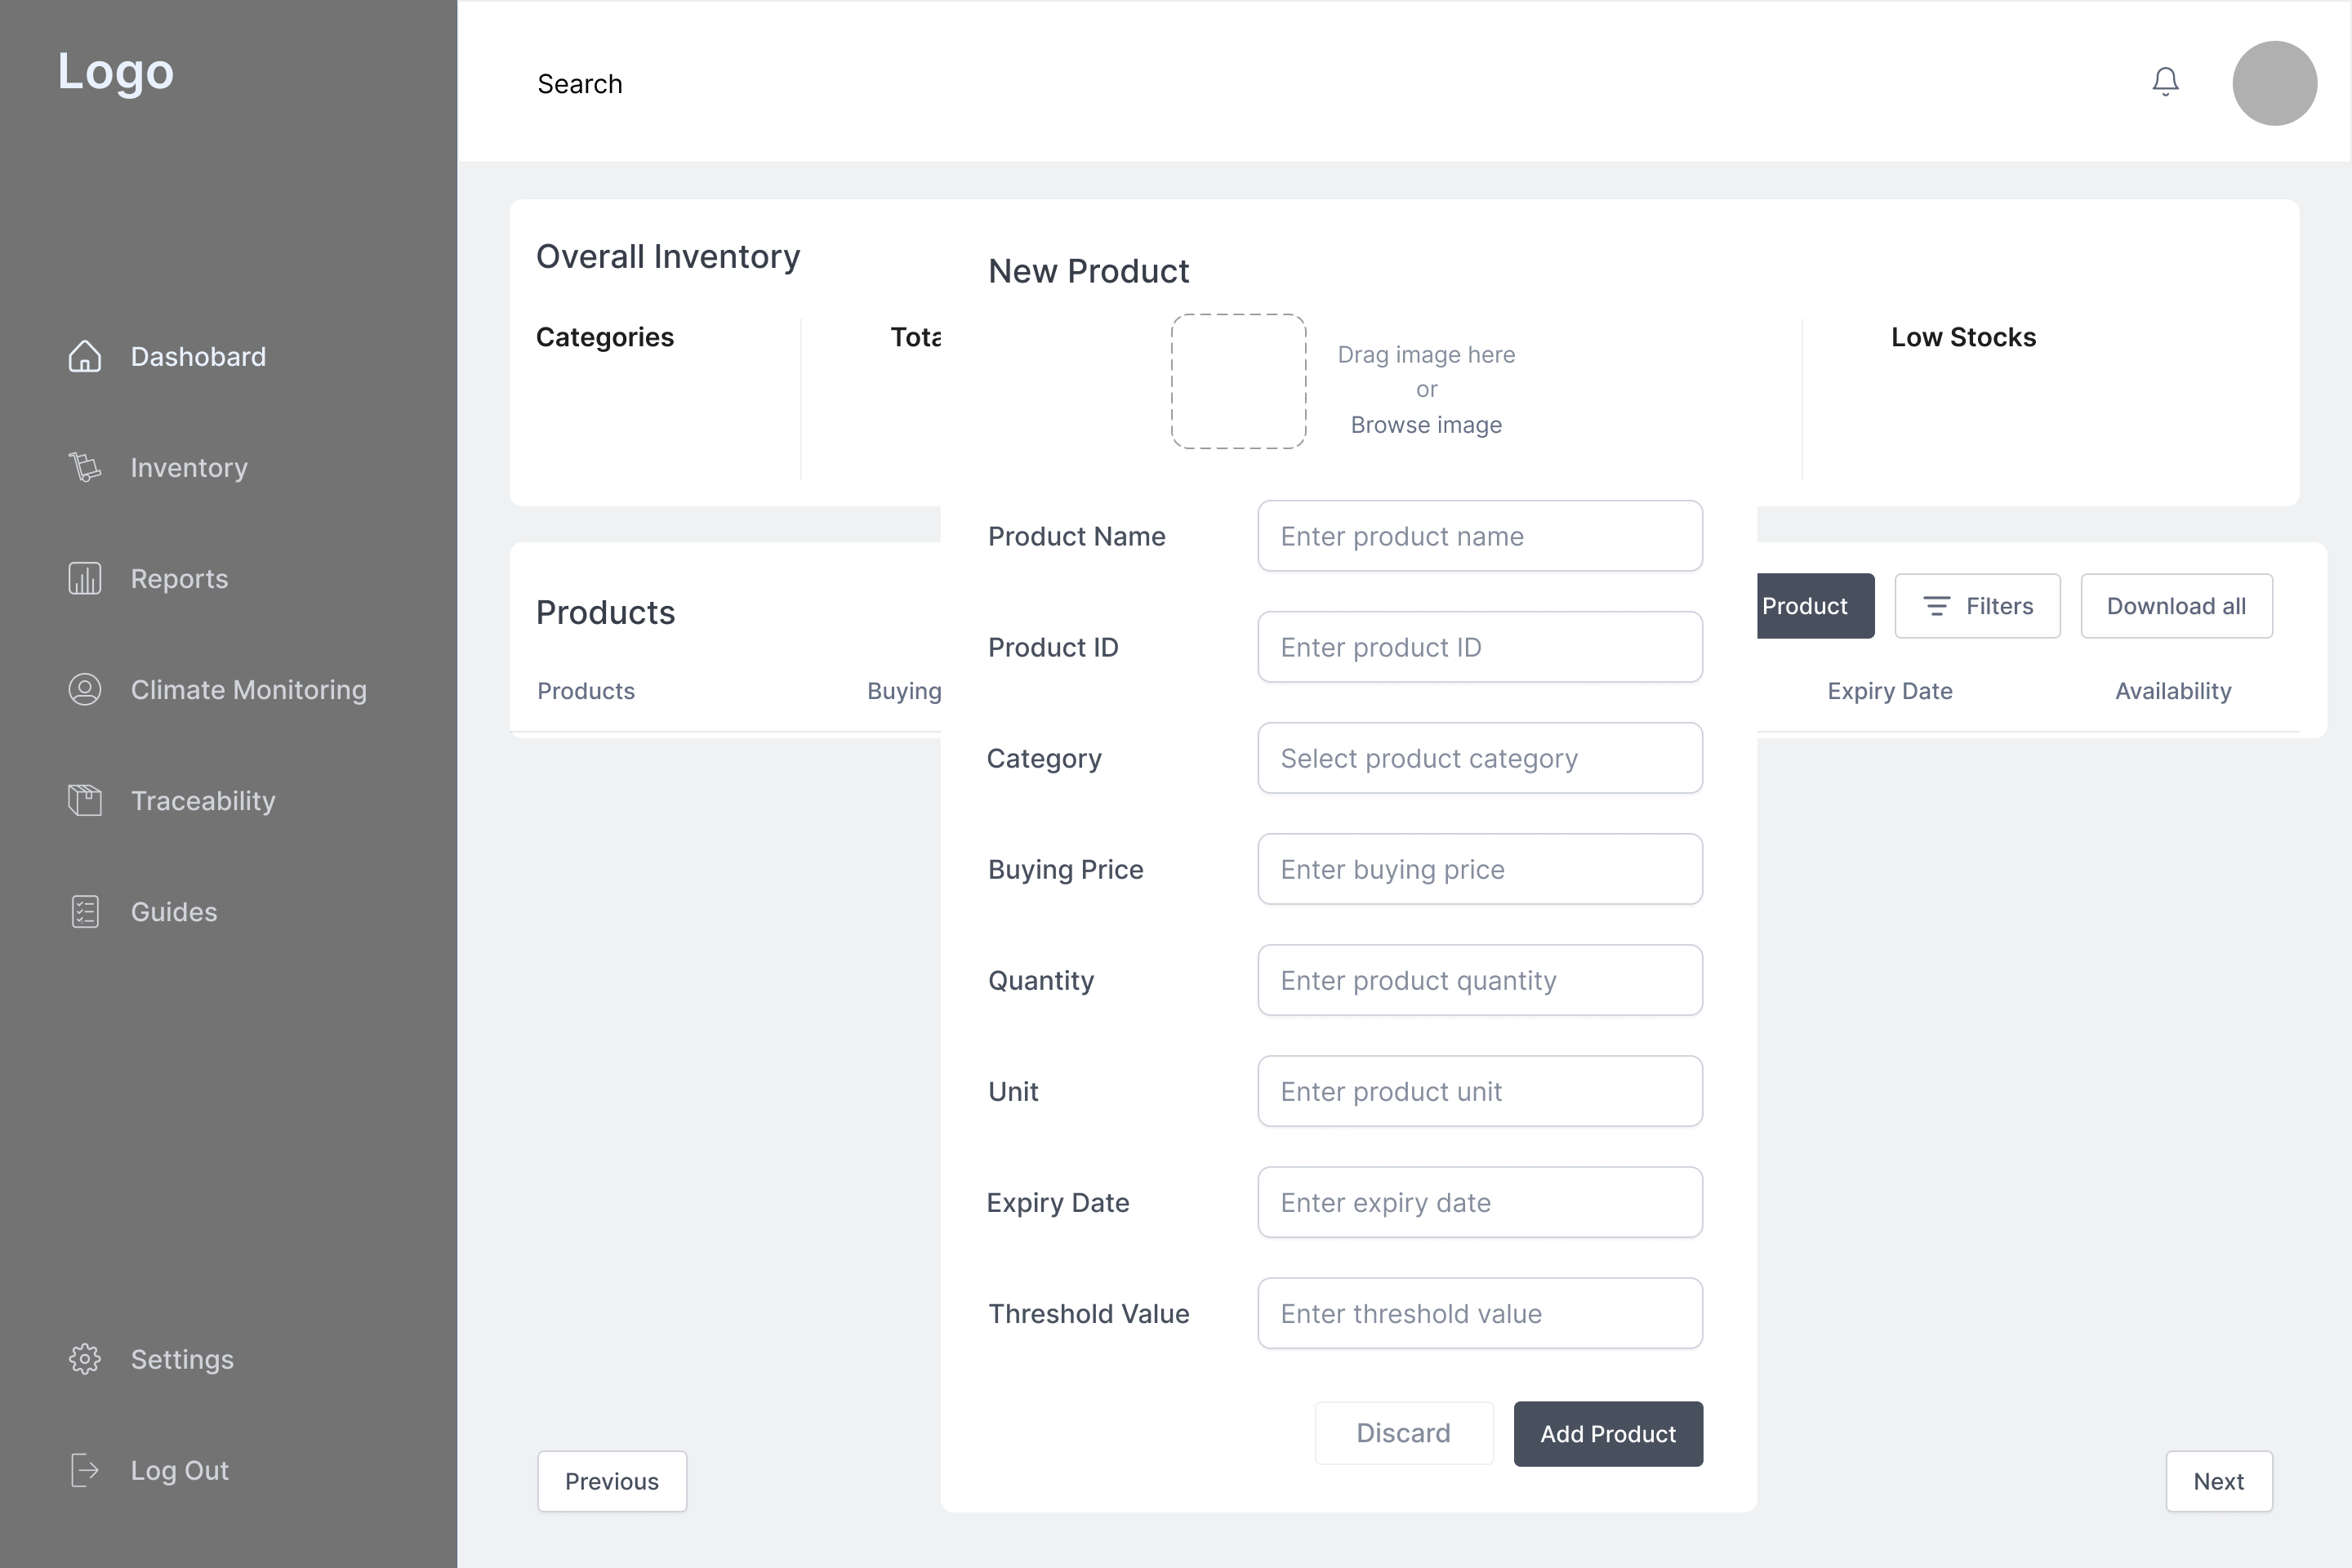 Logo
Dashobard
Inventory
Reports
Climate Monitoring
Traceability
Guides
Settings
Log Out
Search
Overall Inventory
Categories
Low Stocks
New Product
Drag image here
or
Browse image
Product Name
Enter product name
Product ID
Enter product ID
Category
Select product category
Buying Price
Enter buying price
Quantity
Enter product quantity
Unit
Enter product unit
Expiry Date
Enter expiry date
Threshold Value
Enter threshold value
Discard
Add Product
Products
Product
Filters
Download all
Products
Buying
Expiry Date
Availability
Previous
Next